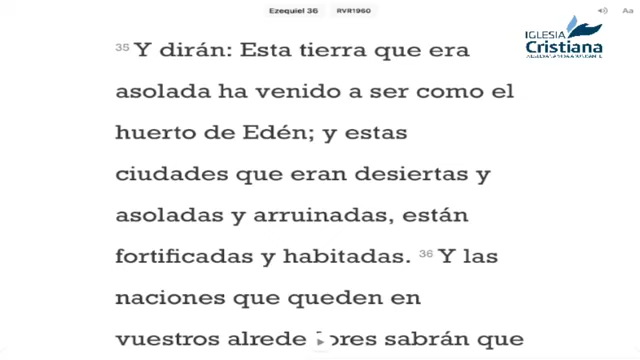 Ezequiel 36 RVR1960
Aa
IGLESIA
Cristiana
35 Y dirán: Esta tierra que era
asolada ha venido a ser como el
huerto de Edén; y estas
ciudades que eran desiertas y
asoladas y arruinadas, están
fortificadas y habitadas. 36 Y las
naciones que queden en
vuestros alrede ores sabrán que